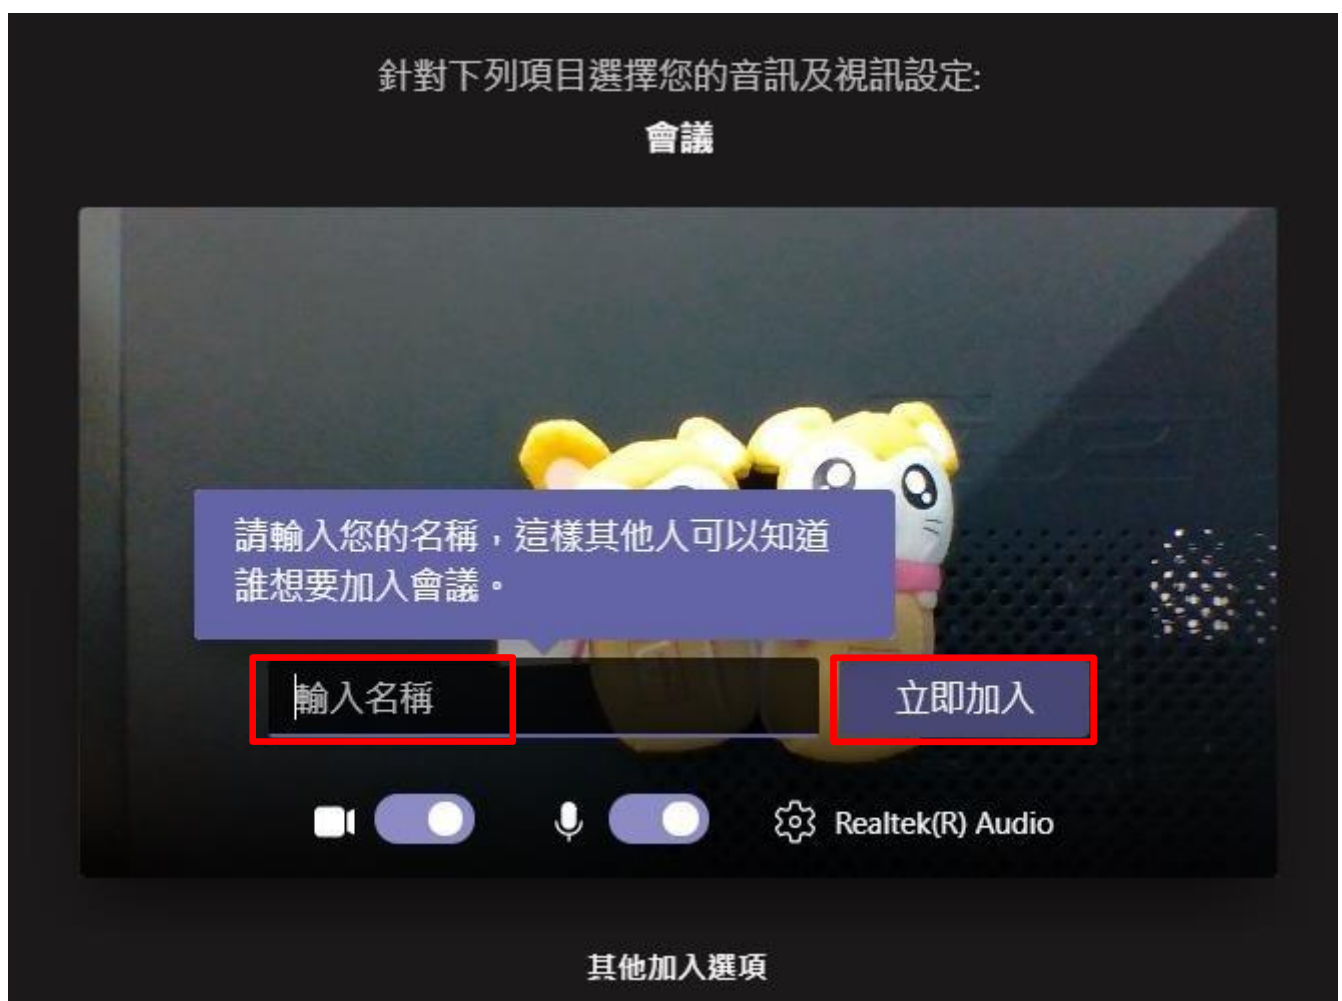 針對下列項目選擇您的音訊及視訊設定:
會議
請輸入您的名稱，這樣其他人可以知道
誰想要加入會議。
輸入名稱
立即加入
Realtek(R) Audio
其他加入選項